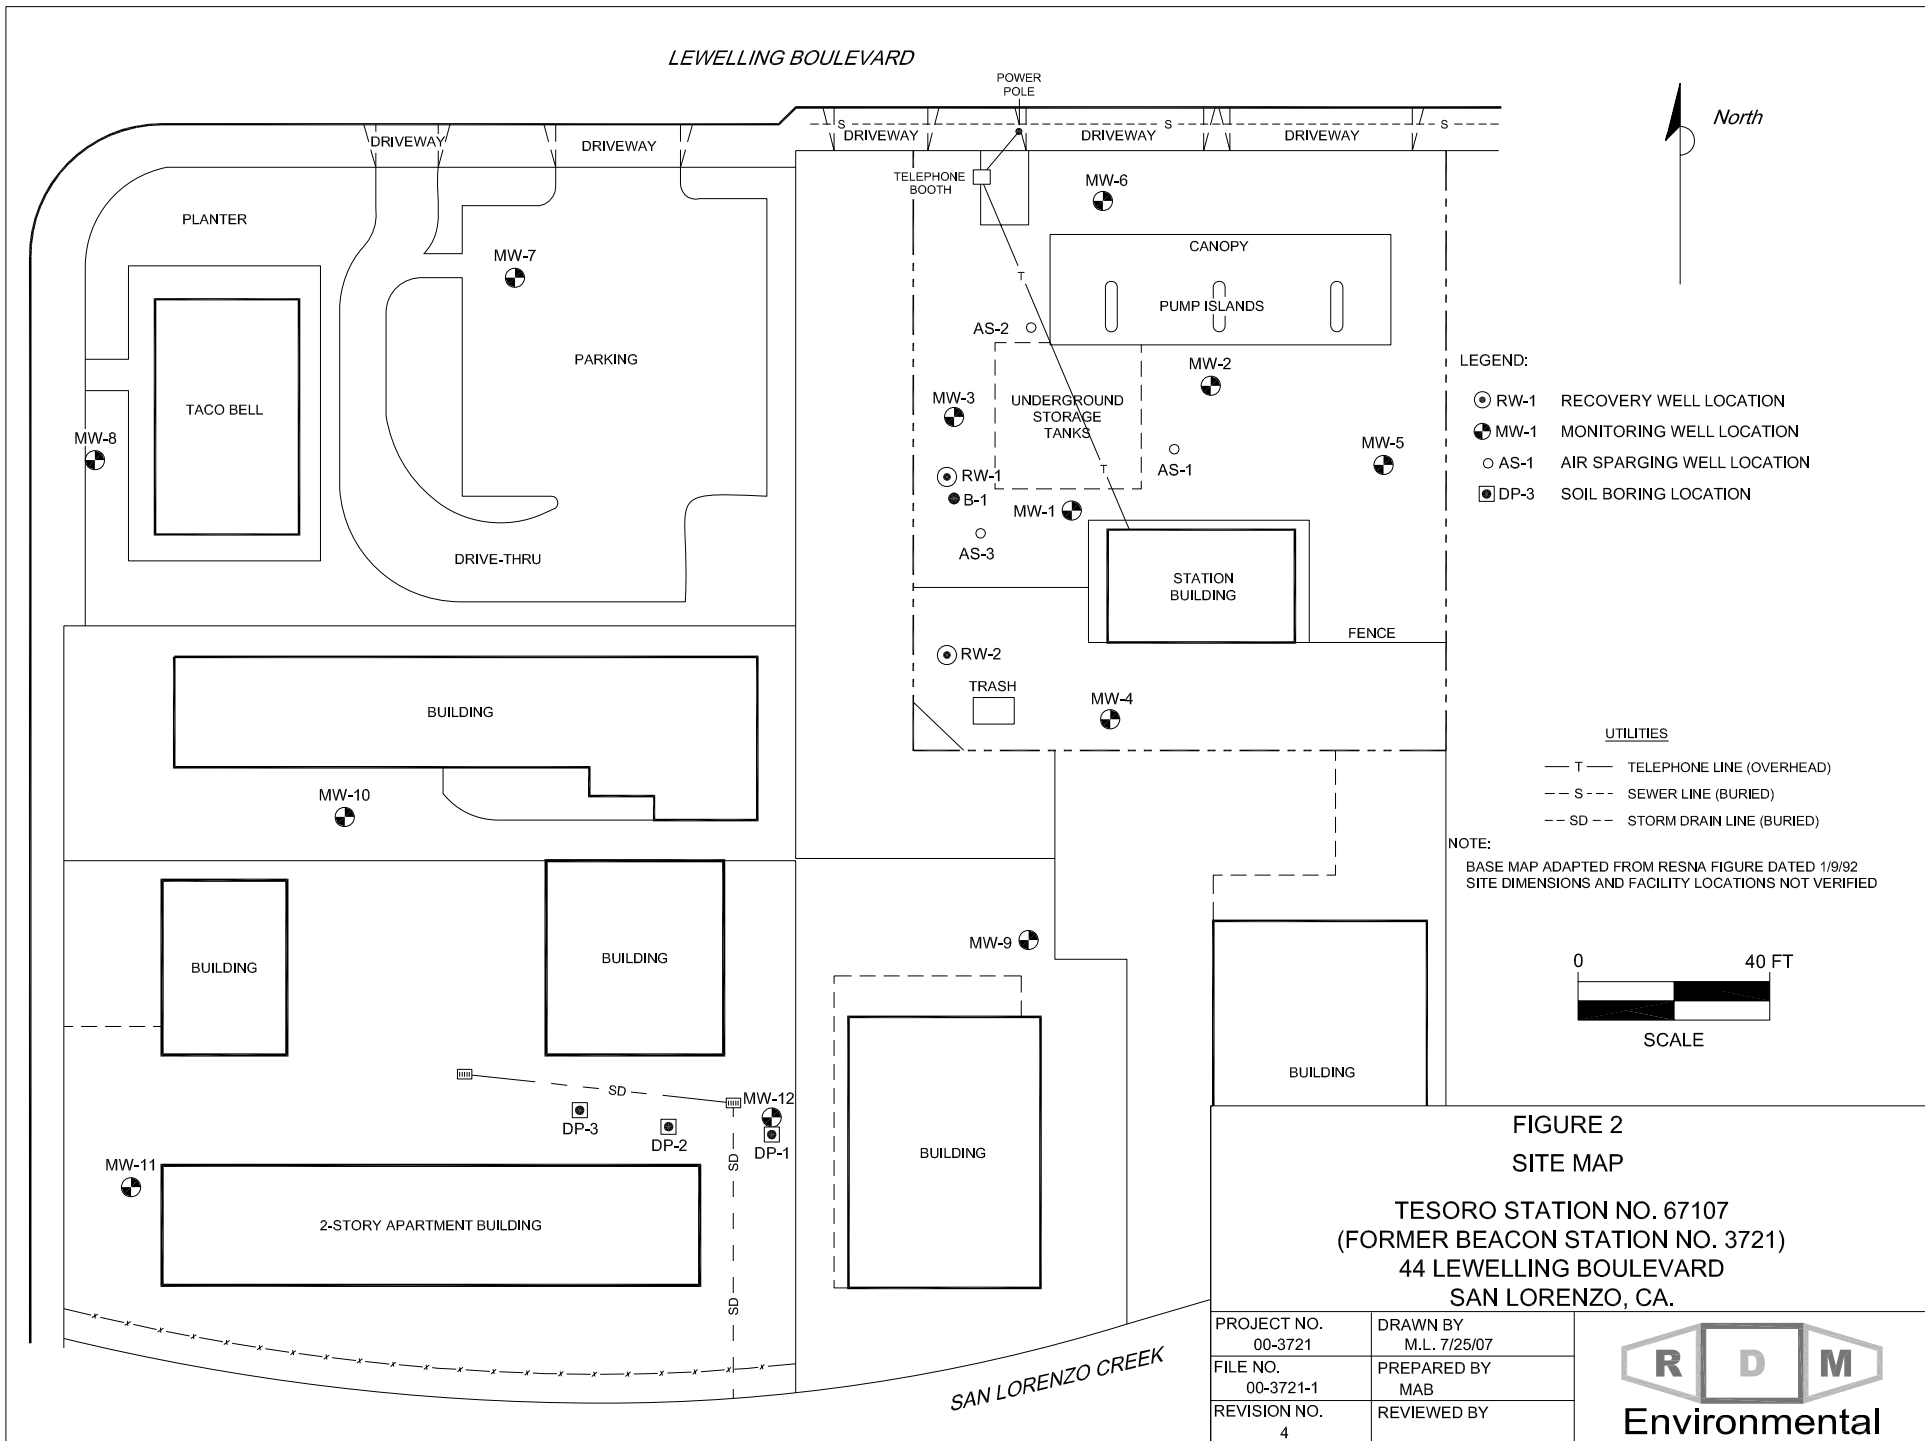 LEWELLING BOULEVARD
POWER
POLE
North
S
S
S
DRIVEWAY
DRIVEWAY
DRIVEWAY
DRIVEWAY
DRIVEWAY
TELEPHONE
BOOTH
MW-6
PLANTER
CANOPY
MW-7
T
PUMP ISLANDS
AS-2
PARKING
MW-2
LEGEND:
MW-3
UNDERGROUND
STORAGE
TANKS
RW-1 RECOVERY WELL LOCATION
TACO BELL
MW-1 MONITORING WELL LOCATION
MW-8
MW-5
AS-1 AIR SPARGING WELL LOCATION
T
AS-1
RW-1
DP-3 SOIL BORING LOCATION
B-1
MW-1
AS-3
DRIVE-THRU
STATION
BUILDING
FENCE
RW-2
TRASH
MW-4
BUILDING
UTILITIES
T TELEPHONE LINE (OVERHEAD)
S SEWER LINE (BURIED)
SD STORM DRAIN LINE (BURIED)
MW-10
NOTE:
BASE MAP ADAPTED FROM RESNA FIGURE DATED 1/9/92
SITE DIMENSIONS AND FACILITY LOCATIONS NOT VERIFIED
MW-9
BUILDING
BUILDING
0 40 FT
SCALE
BUILDING
SD
MW-12
DP-3
DP-2
DP-1
SD
BUILDING
MW-11
2-STORY APARTMENT BUILDING
SD
x x x x x x x x x x x x x x x x x x x x
SAN LORENZO CREEK
FIGURE 2
SITE MAP
TESORO STATION NO. 67107
(FORMER BEACON STATION NO. 3721)
44 LEWELLING BOULEVARD
SAN LORENZO, CA.
PROJECT NO.
00-3721
DRAWN BY
M.L. 7/25/07
FILE NO.
00-3721-1
PREPARED BY
MAB
REVISION NO.
4
REVIEWED BY
R D M
Environmental